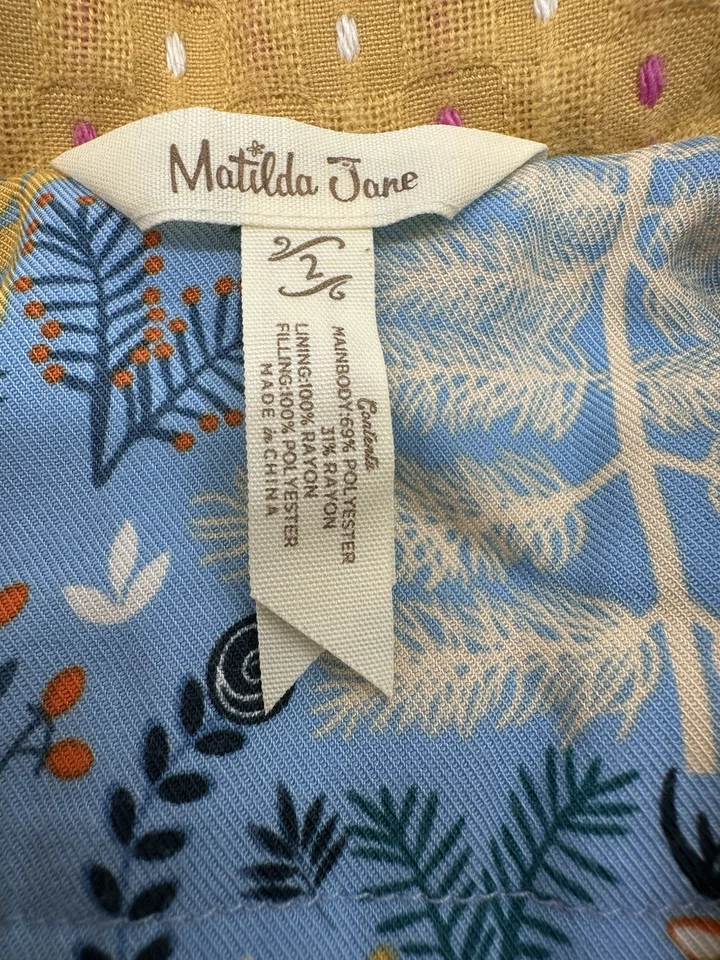 Matilda Jane
2
Contents
MAINBODY:69% POLYESTER
31% RAYON
LINING:100% RAYON
FILLING:100% POLYESTER
MADE in CHINA